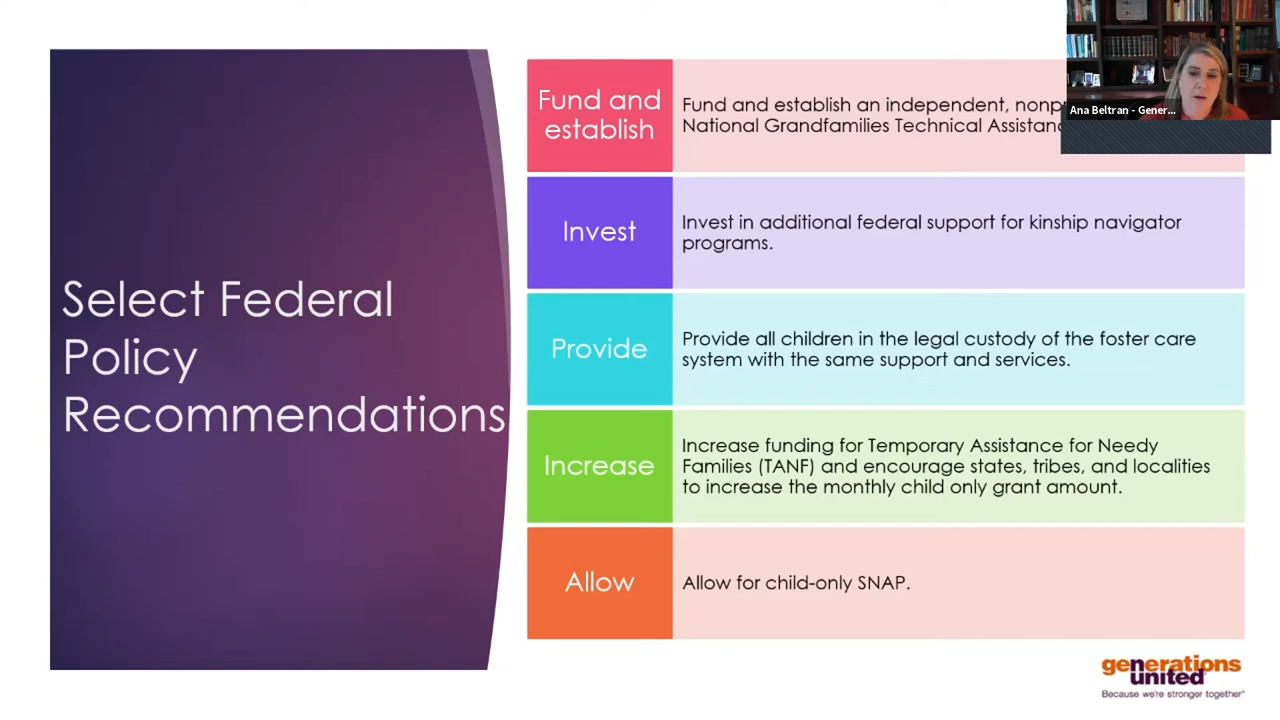 Select Federal
Policy
Recommendations
Fund and
establish
Fund and establish an independent,
National Grandfamilies Technical
Invest
Invest in additional federal support for kinship navigator
programs.
Provide
Provide all children in the legal custody of the foster care
system with the same support and services.
Increase
Increase funding for Temporary Assistance for Needy
Families (TANF) and encourage states, tribes, and localities
to increase the monthly child only grant amount.
Allow
Allow for child-only SNAP.
Ana Beltran - Gener...
generations
united
Because we're stronger together®